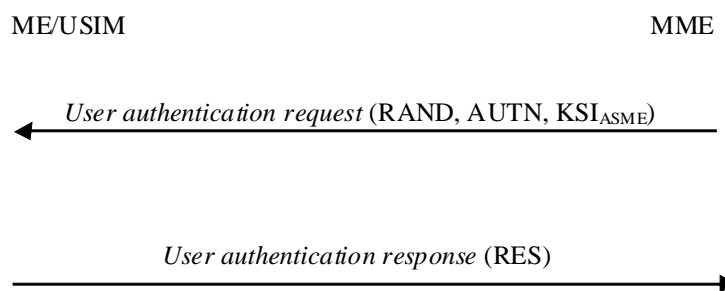 ME/USIM MME
User authentication request (RAND, AUTN, KSIASME)
User authentication response (RES)